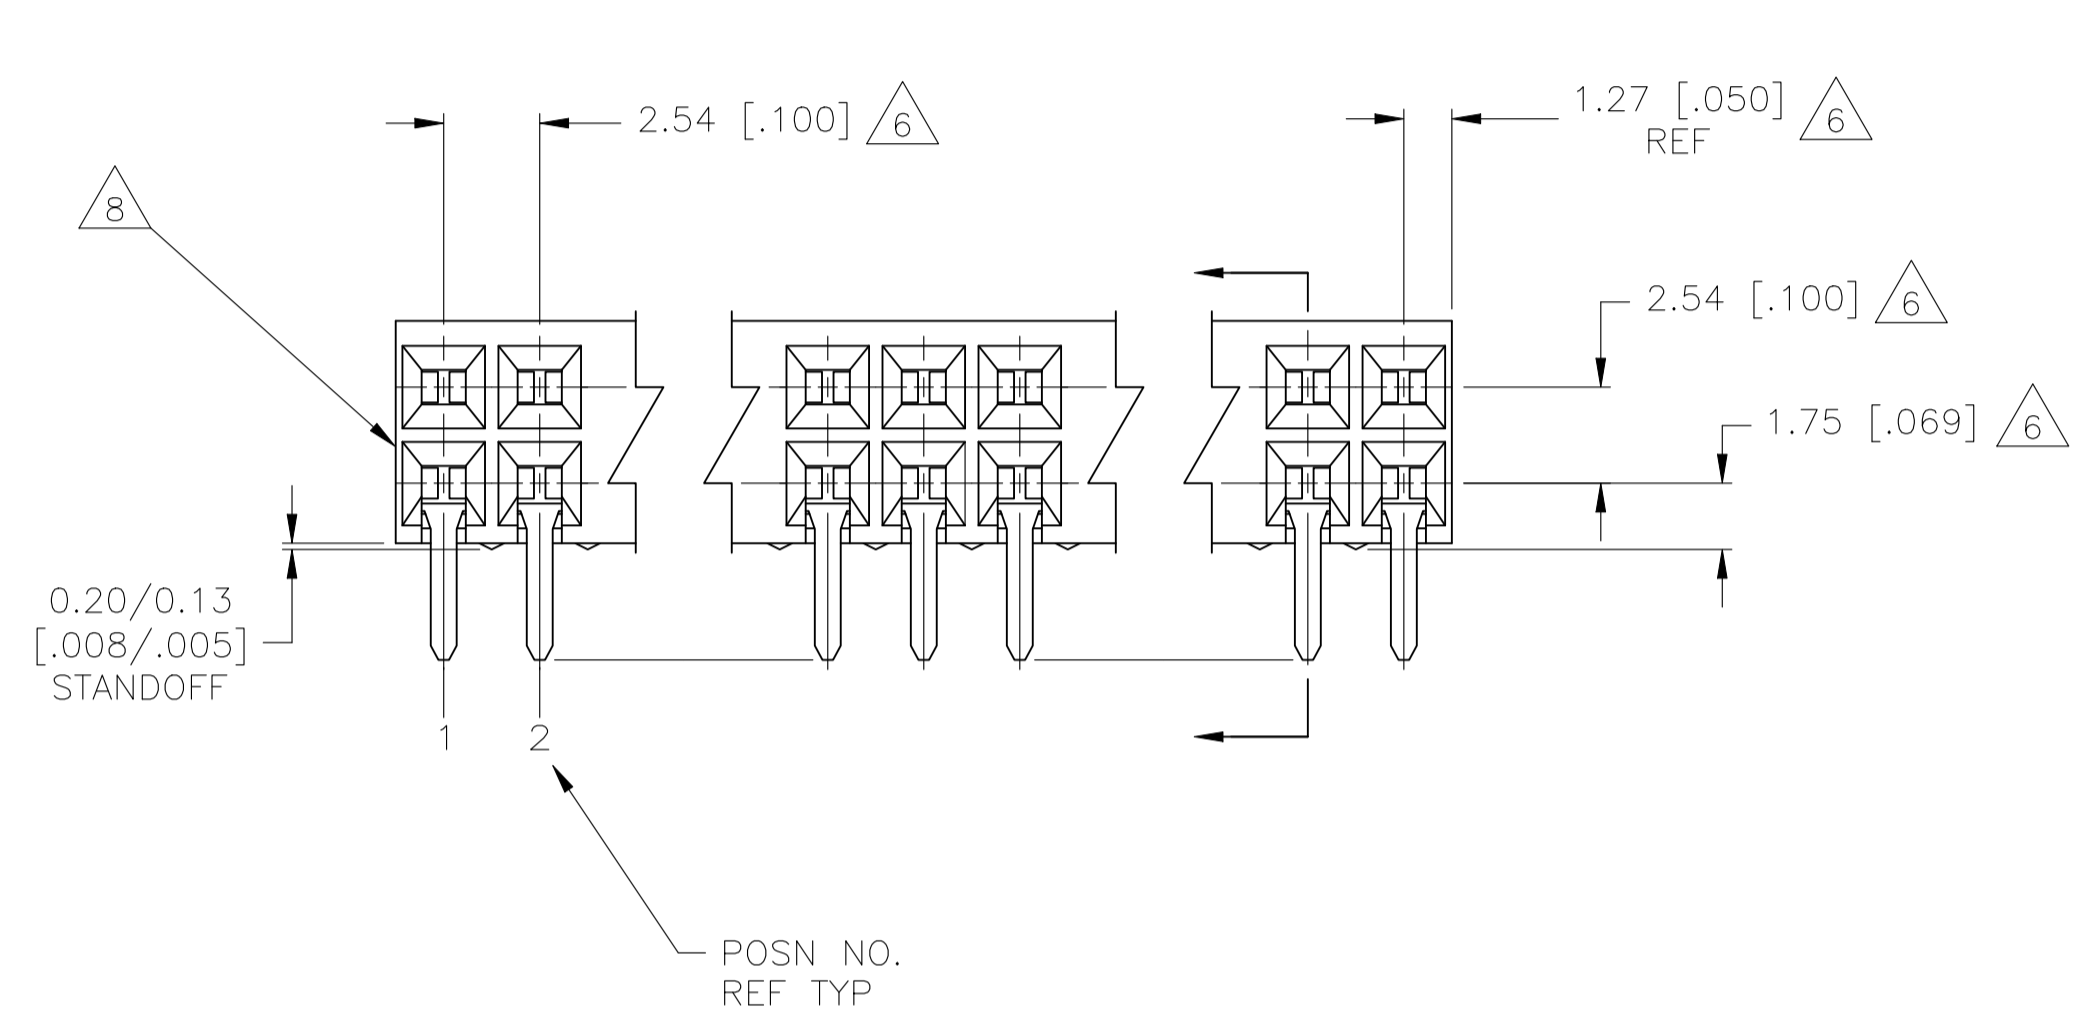 2.54 [.100] 6
1.27 [.050] 6
REF
8
2.54 [.100] 6
1.75 [.069] 6
0.20/0.13
[.008/.005]
STANDOFF
1 2
POSN NO.
REF TYP